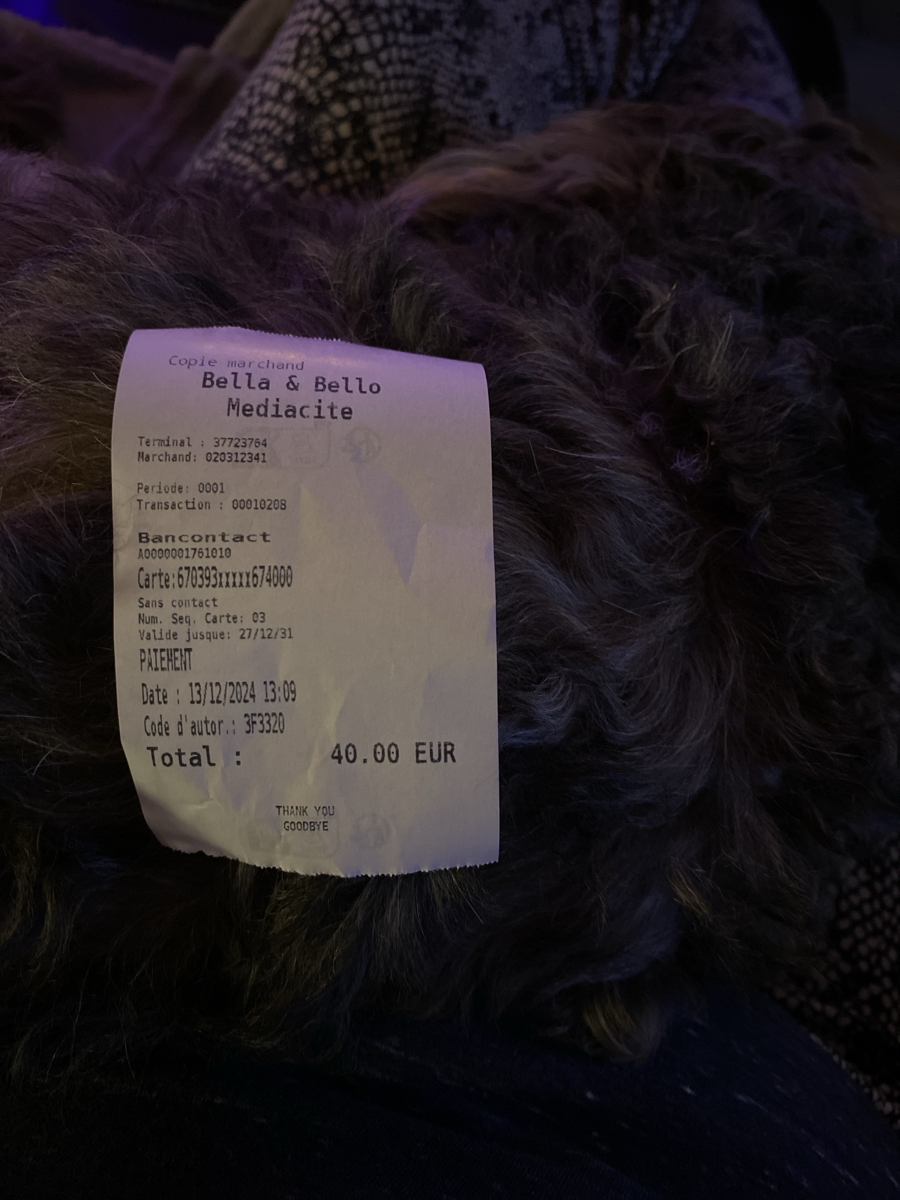 Copie marchand
Bella & Bello
Mediacite
Terminal : 37723764
Marchand: 020312341
Periode: 0001
Transaction : 00010208
Bancontact
A0000001761010
Carte:670393xxxxx674000
Sans contact
Num. Seq. Carte: 03
Valide jusque: 27/12/31
PAIEMENT
Date : 13/12/2024 13:09
Code d'autor.: 3F3320
Total : 40.00 EUR
THANK YOU
GOODBYE